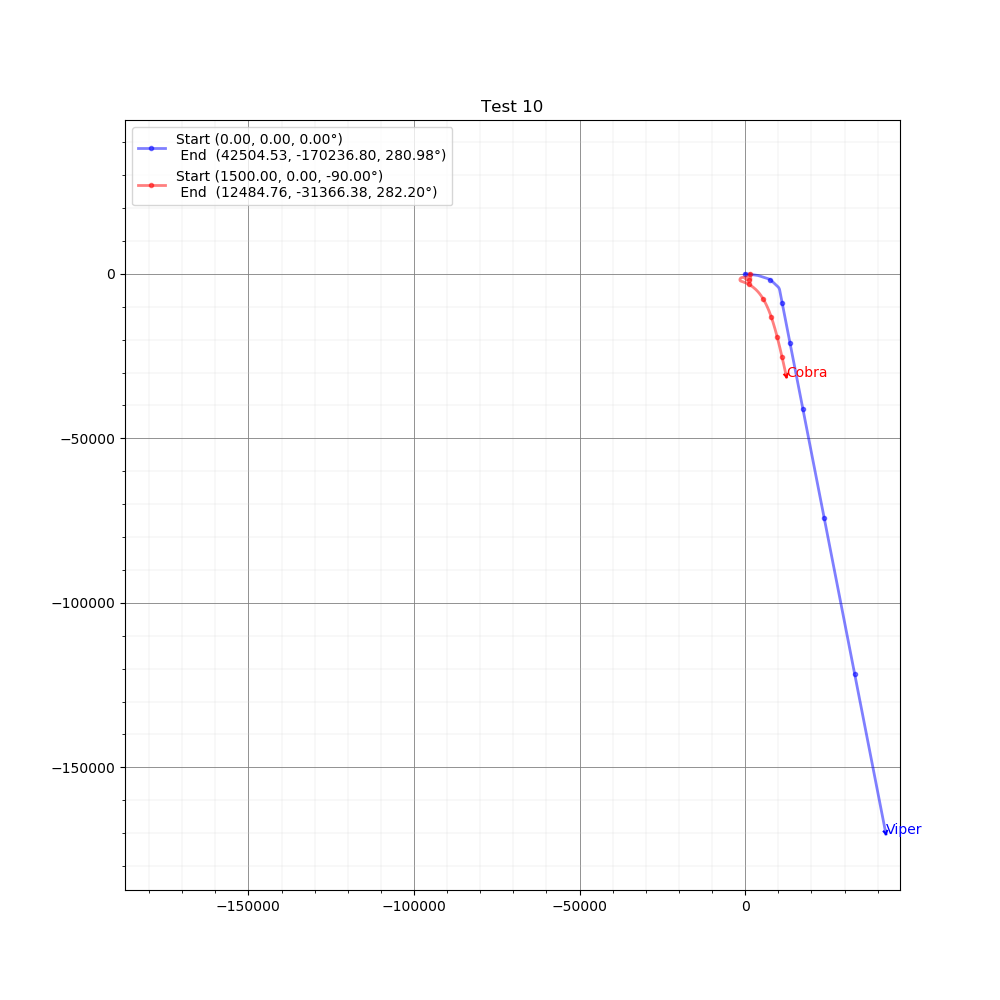 Test 10
Start (0.00, 0.00, 0.00°)
End (42504.53, -170236.80, 280.98°)
Start (1500.00, 0.00, -90.00°)
End (12484.76, -31366.38, 282.20°)
0
−50000
−100000
−150000
Cobra
Viper
−150000 −100000 −50000 0